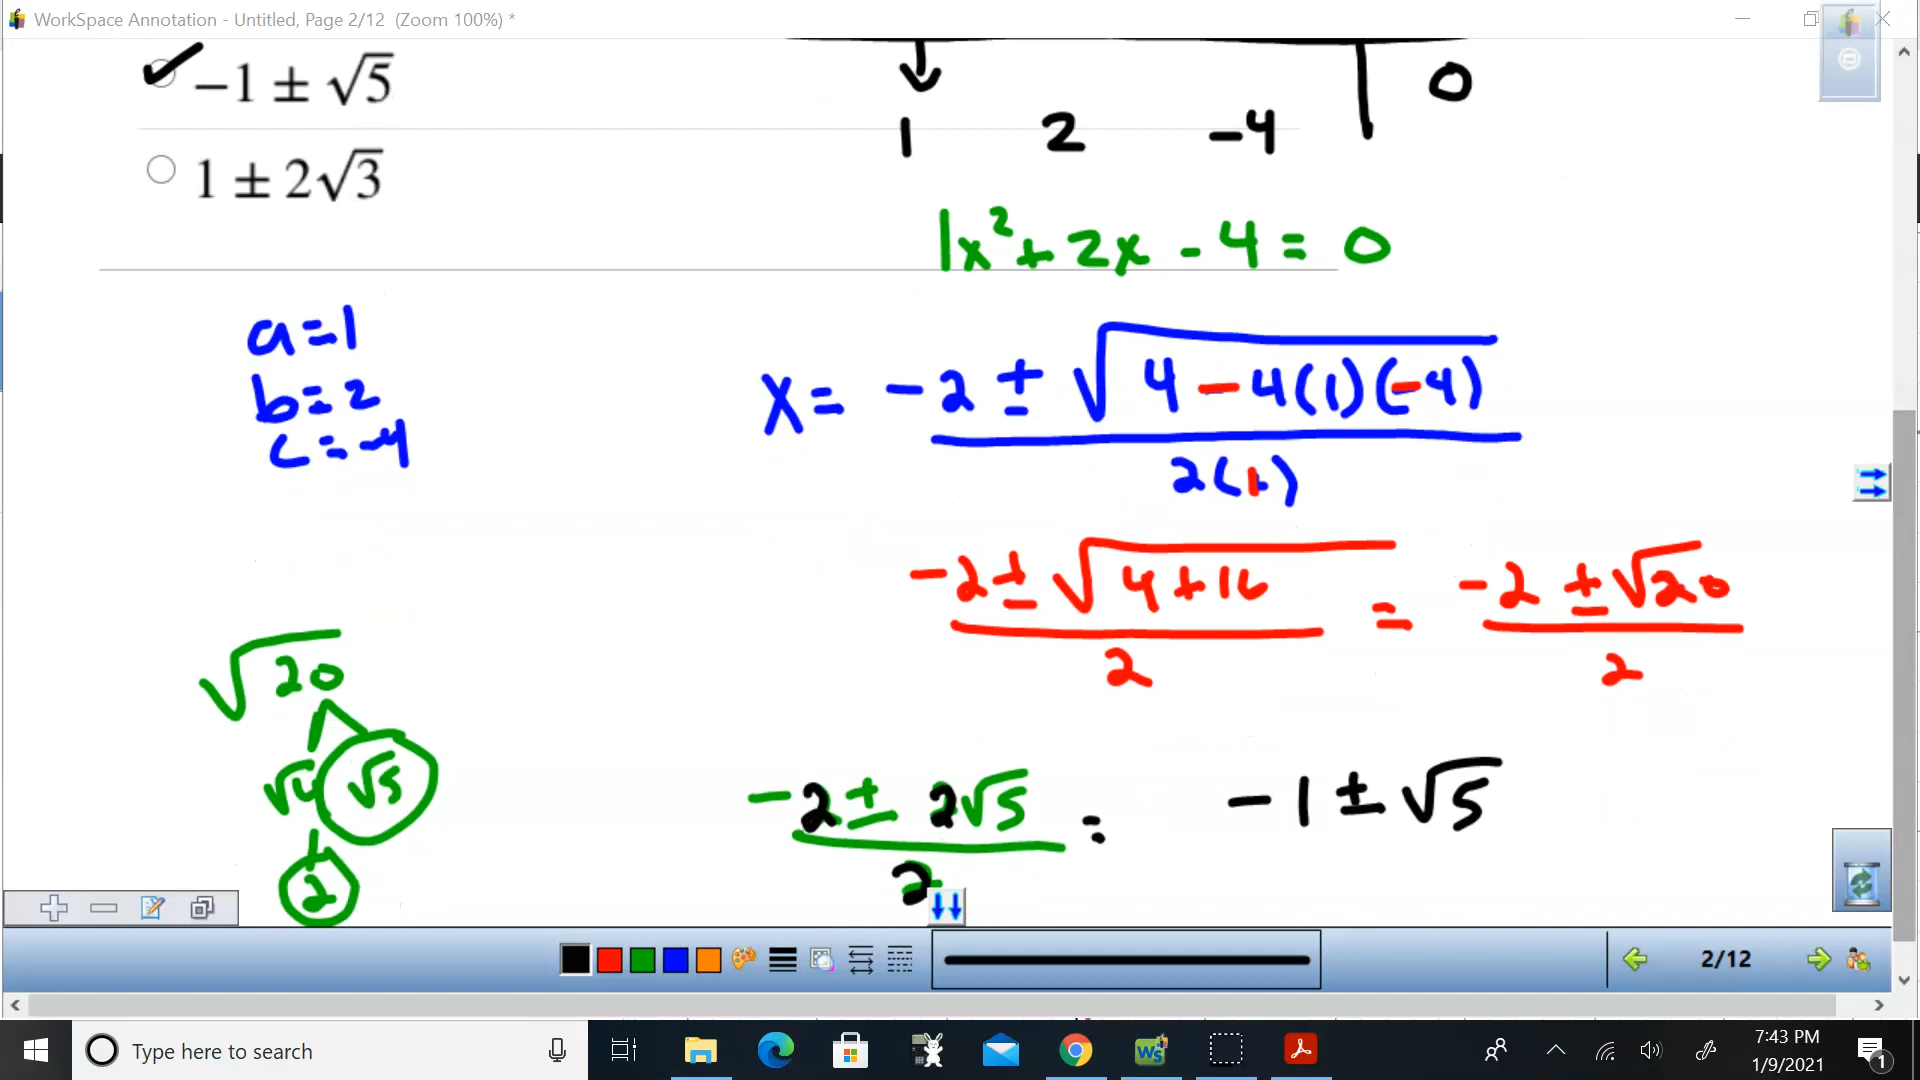 WorkSpace Annotation - Untitled, Page 2/12 (Zoom 100%) *
−1 ± √5
0
1 2 −4
1 ± 2√3
1x² + 2x - 4 = 0
a = 1
b = 2
c = -4
x = (-2 ± √(4 - 4(1)(-4))) / 2(1)
(-2 ± √(4 + 16)) / 2 = (-2 ± √20) / 2
√20
√4 √5
2
(-2 ± 2√5) / 2 = -1 ± √5
2/12
Type here to search
WS
7:43 PM
1/9/2021
1